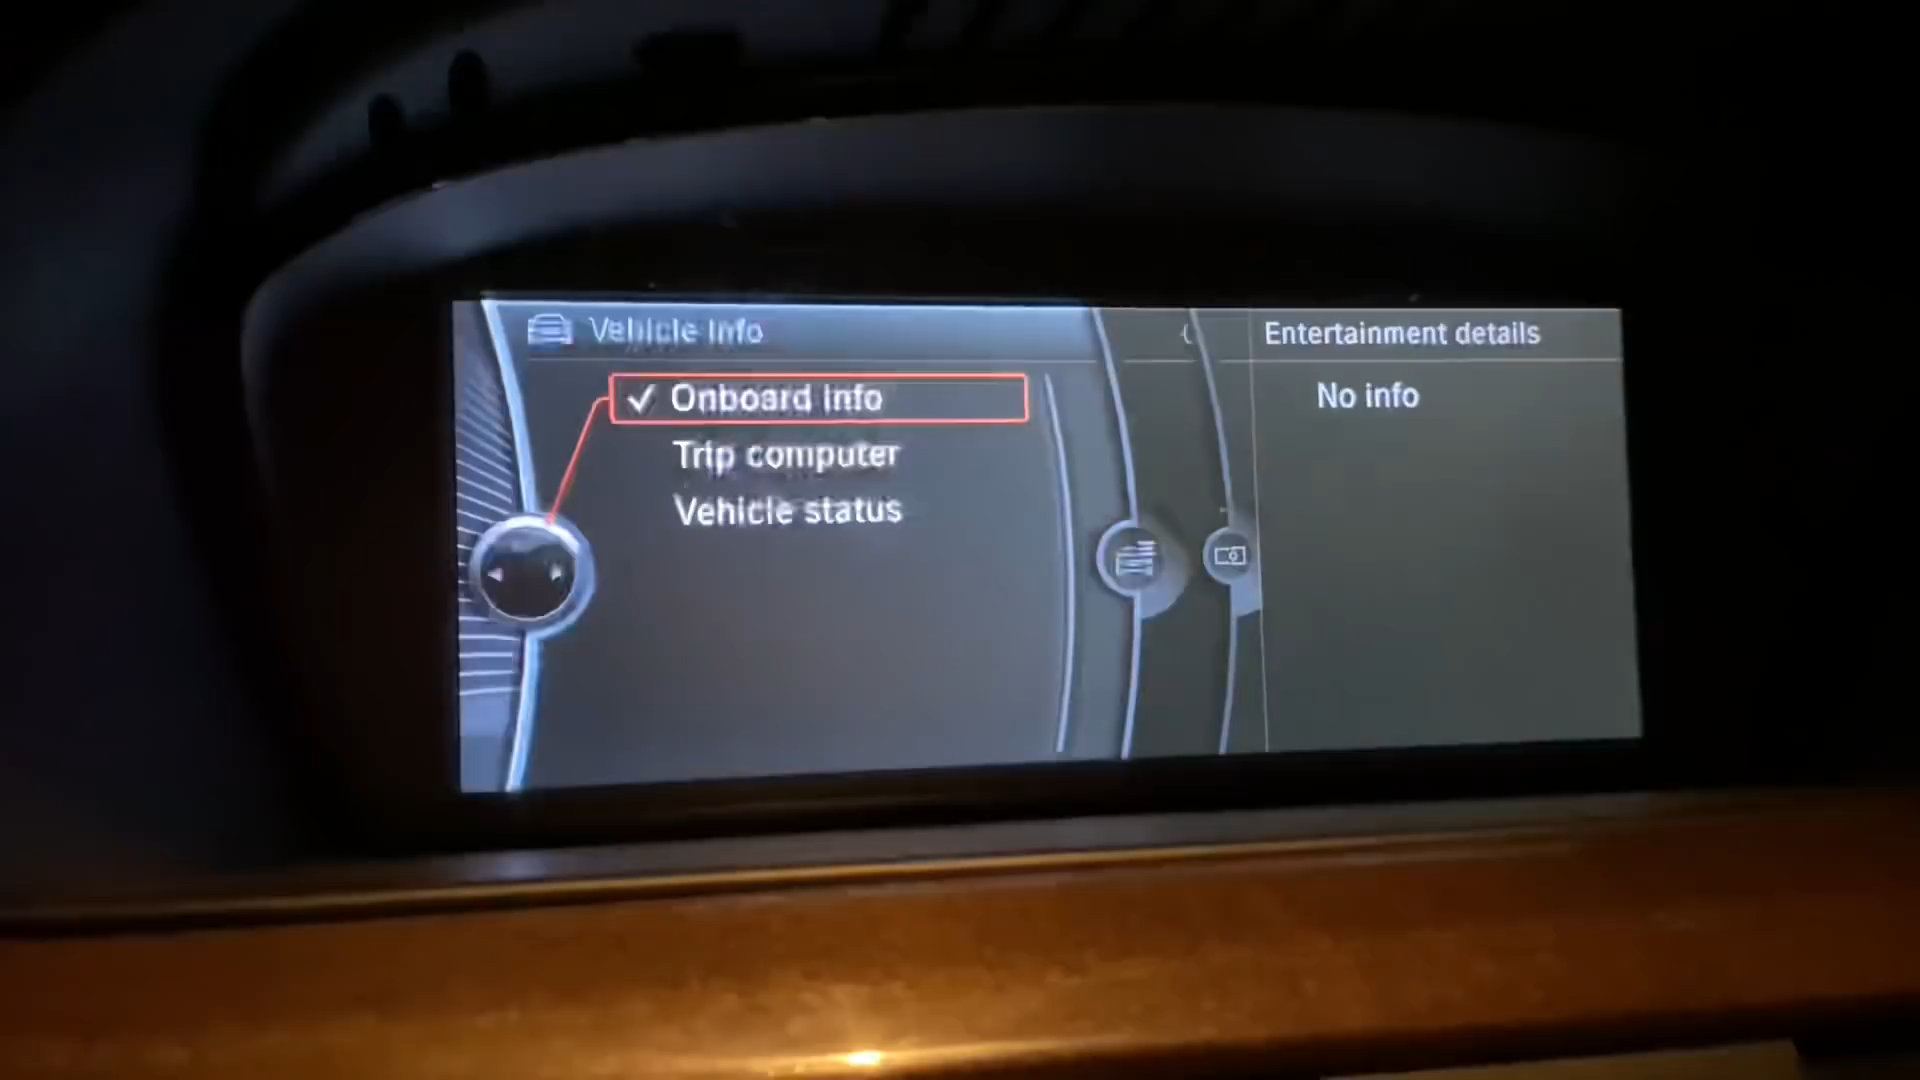 Vehicle Info
Onboard info
Trip computer
Vehicle status
Entertainment details
No info